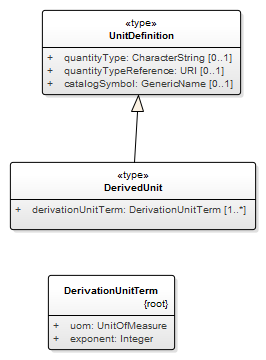 «type»
UnitDefinition
+ quantityType: CharacterString [0..1]
+ quantityTypeReference: URI [0..1]
+ catalogSymbol: GenericName [0..1]
«type»
DerivedUnit
+ derivationUnitTerm: DerivationUnitTerm [1..*]
DerivationUnitTerm
{root}
+ uom: UnitOfMeasure
+ exponent: Integer